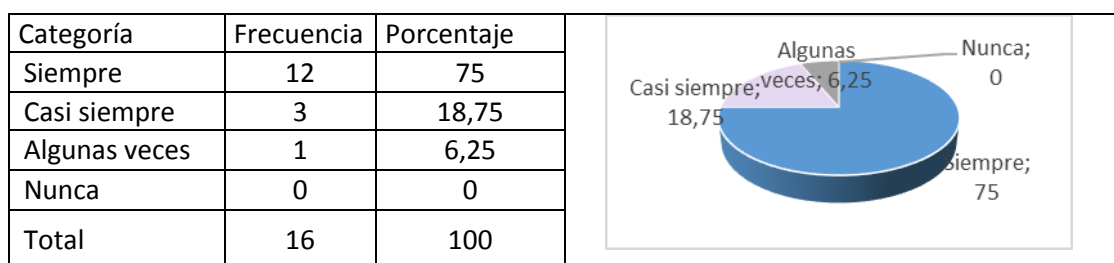 Categoría Frecuencia Porcentaje
Siempre 12 75
Casi siempre 3 18,75
Algunas veces 1 6,25
Nunca 0 0
Total 16 100
Algunas
veces; 6,25
Nunca;
0
Casi siempre;
18,75
Siempre;
75